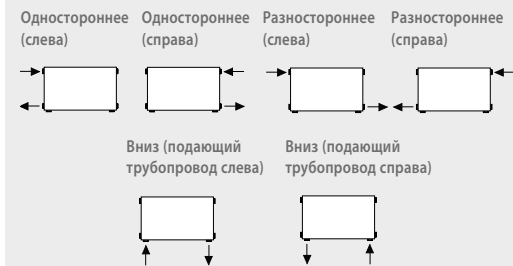 Одностороннее (слева)
Одностороннее (справа)
Разностороннее (слева)
Разностороннее (справа)
Вниз (подающий
трубопровод слева)
Вниз (подающий
трубопровод справа)